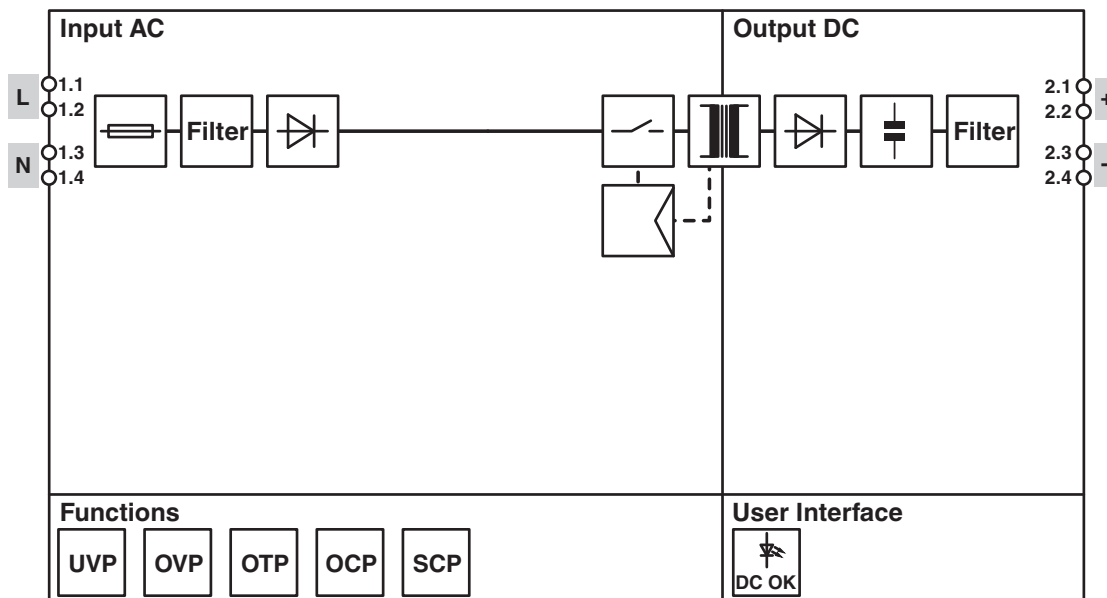 Input AC
Output DC
L
1.1
1.2
N
1.3
1.4
Filter
Filter
2.1
2.2
+
2.3
2.4
-
Functions
UVP
OVP
OTP
OCP
SCP
User Interface
DC OK